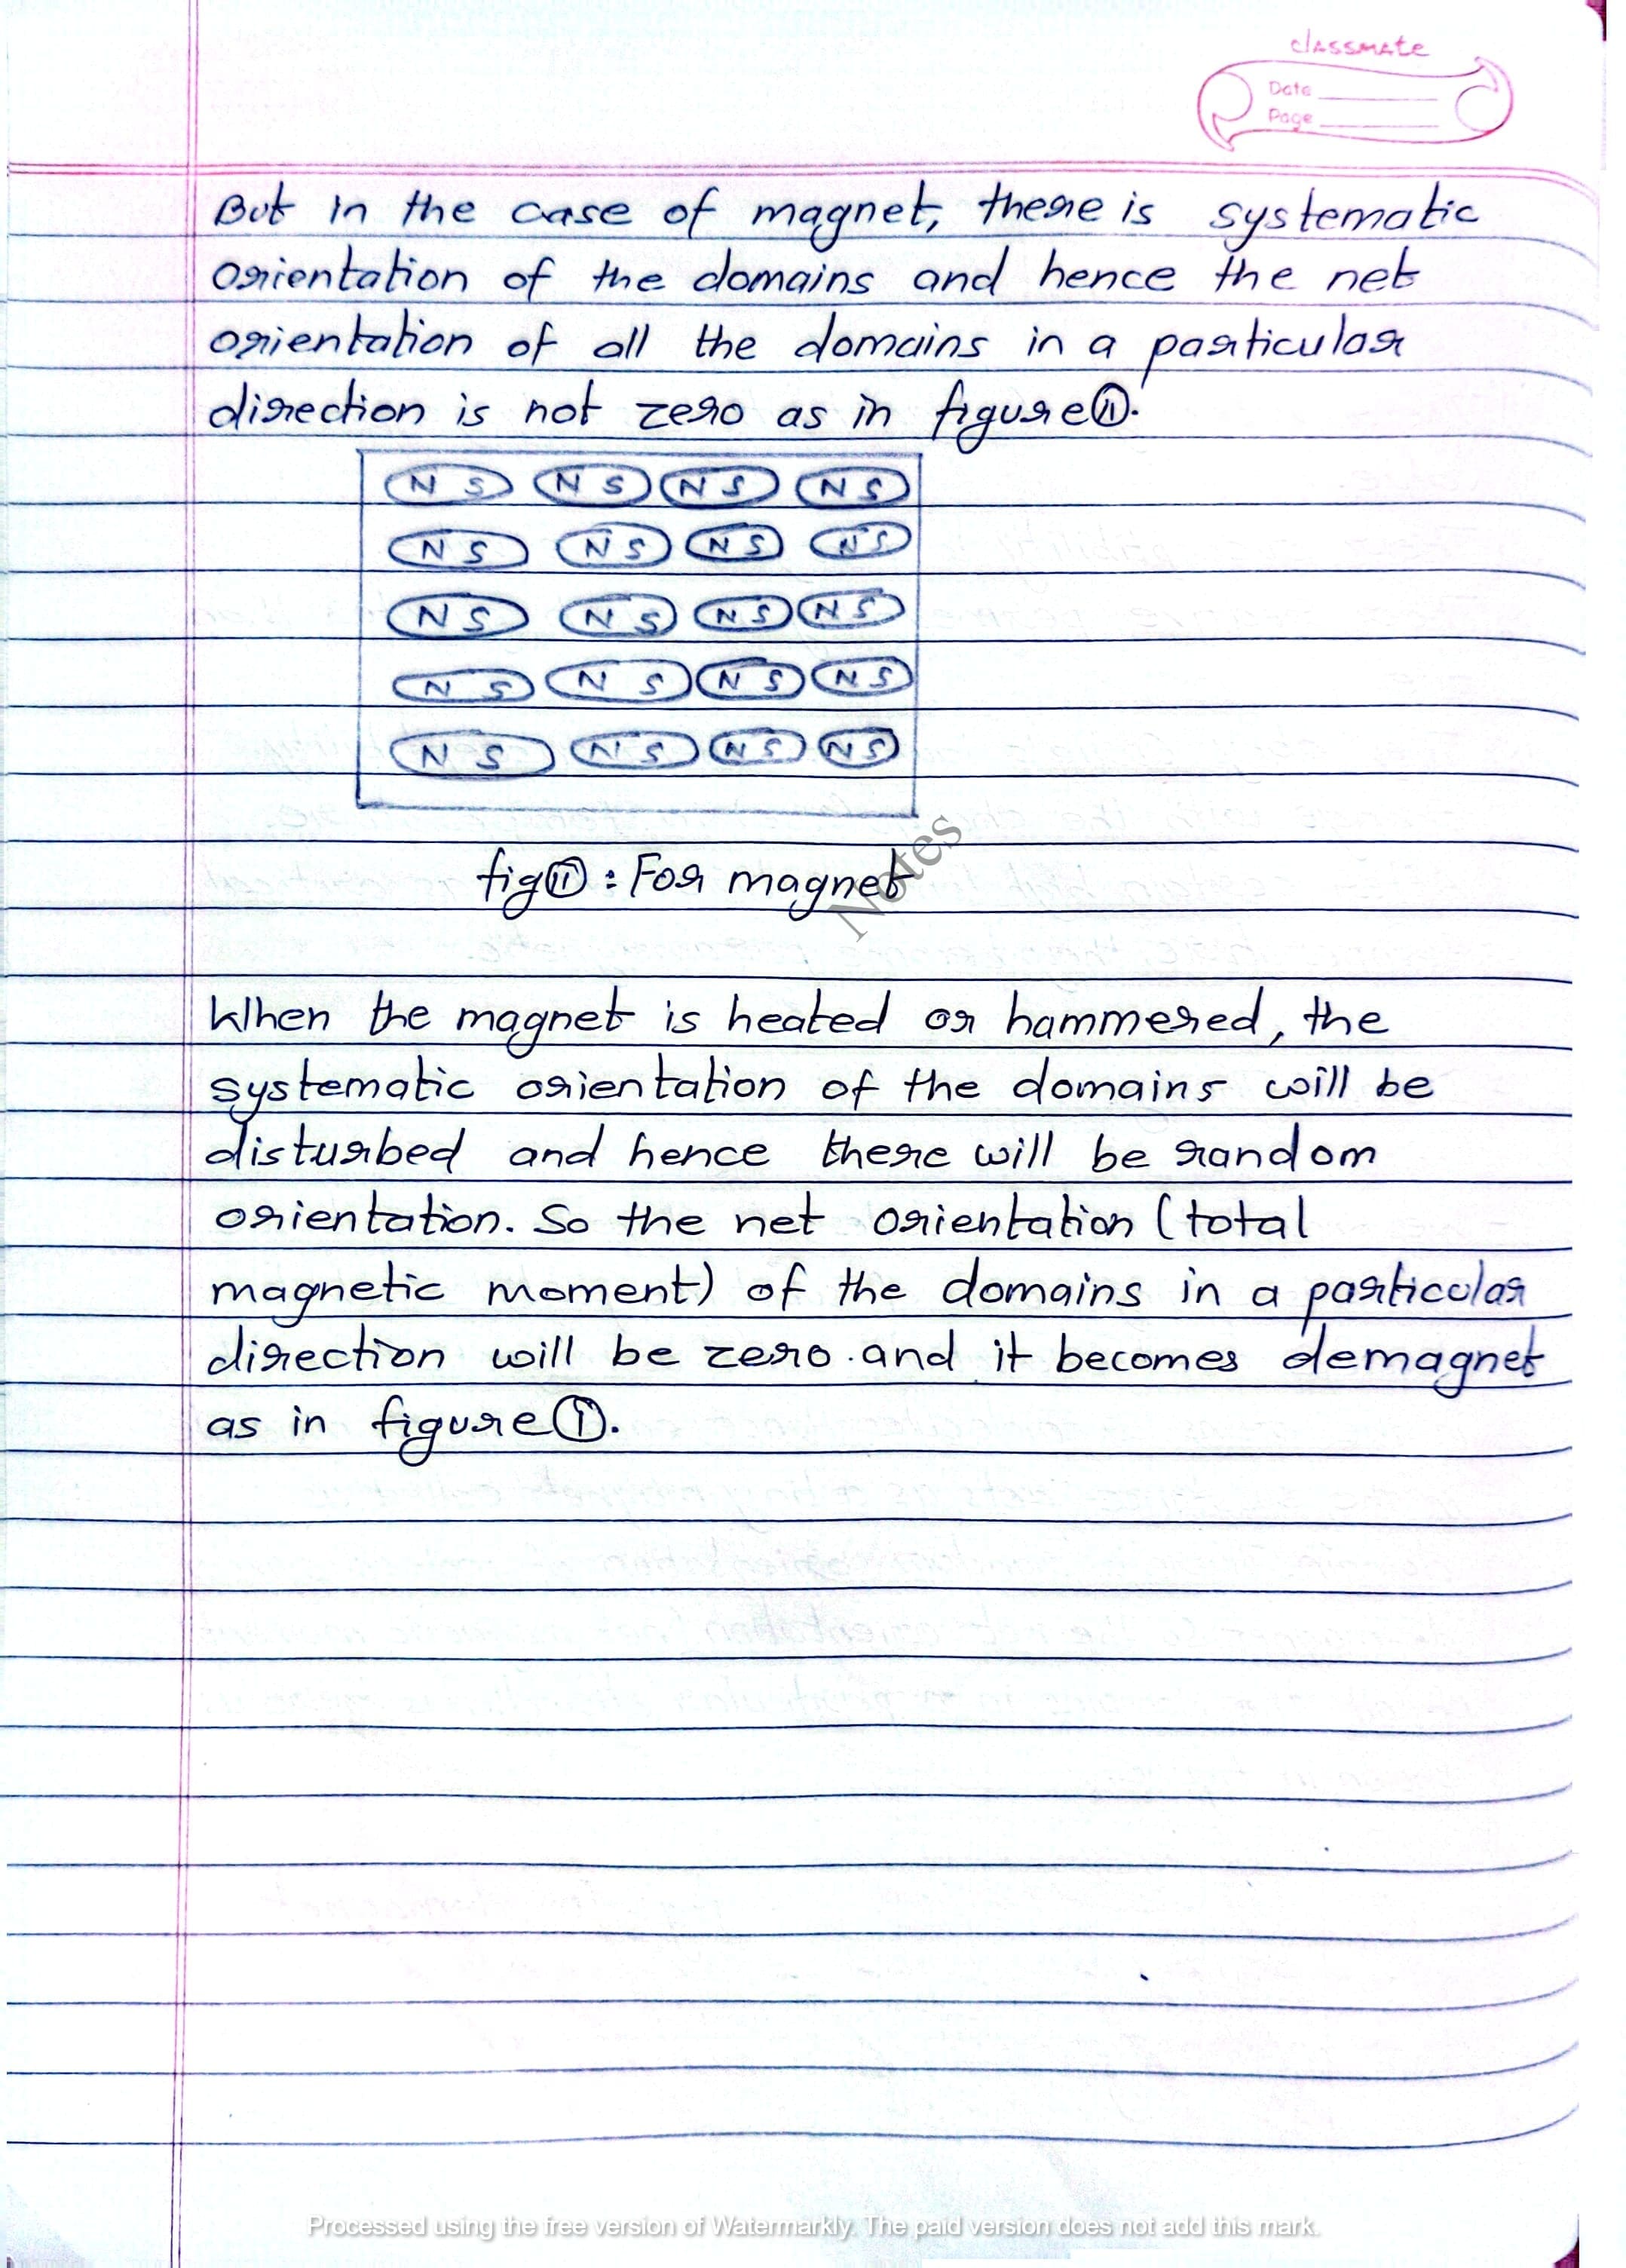 classmate
Date
Page
But in the case of magnet, there is systematic
orientation of the domains and hence the net
orientation of all the domains in a particular
direction is not zero as in figure ⅱ.
N S N S N S N S
N S N S N S N S
N S N S N S N S
N S N S N S N S
N S N S N S N S
fig ⅱ : For magnet
Notes
When the magnet is heated or hammered, the
systematic orientation of the domains will be
disturbed and hence there will be random
orientation. So the net orientation (total
magnetic moment) of the domains in a particular
direction will be zero and it becomes demagnet
as in figure ⅰ.
Processed using the free version of Watermarkly. The paid version does not add this mark.